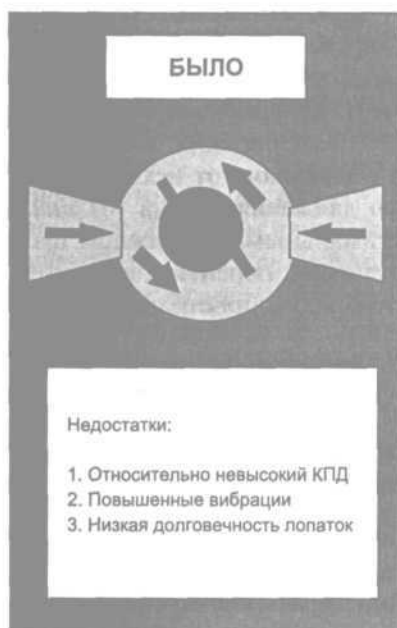 БЫЛО
Недостатки:
1. Относительно невысокий КПД
2. Повышенные вибрации
3. Низкая долговечность лопаток